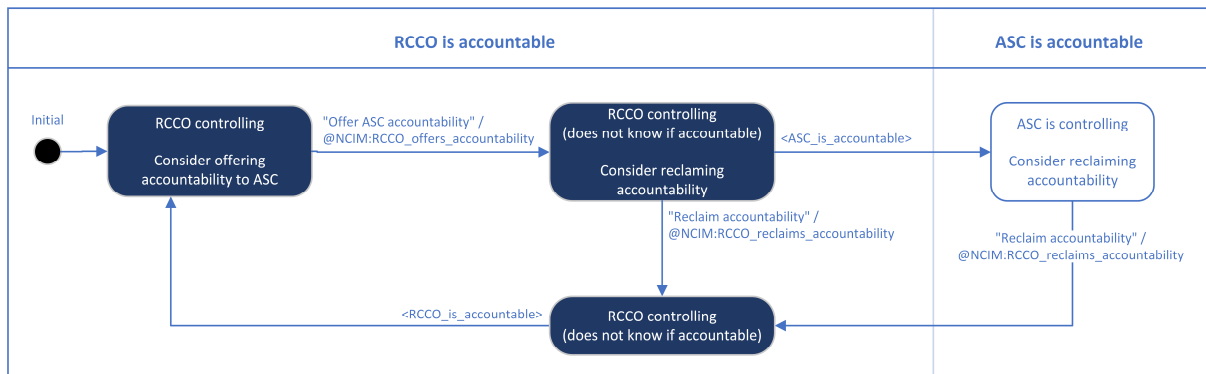 RCCO is accountable
ASC is accountable
Initial
RCCO controlling
Consider offering
accountability to ASC
"Offer ASC accountability" /
@NCIM:RCCO_offers_accountability
RCCO controlling
(does not know if accountable)
Consider reclaming
accountability
<ASC_is_accountable>
ASC is controlling
Consider reclaiming
accountability
"Reclaim accountability" /
@NCIM:RCCO_reclaims_accountability
"Reclaim accountability" /
@NCIM:RCCO_reclaims_accountability
<RCCO_is_accountable>
RCCO controlling
(does not know if accountable)